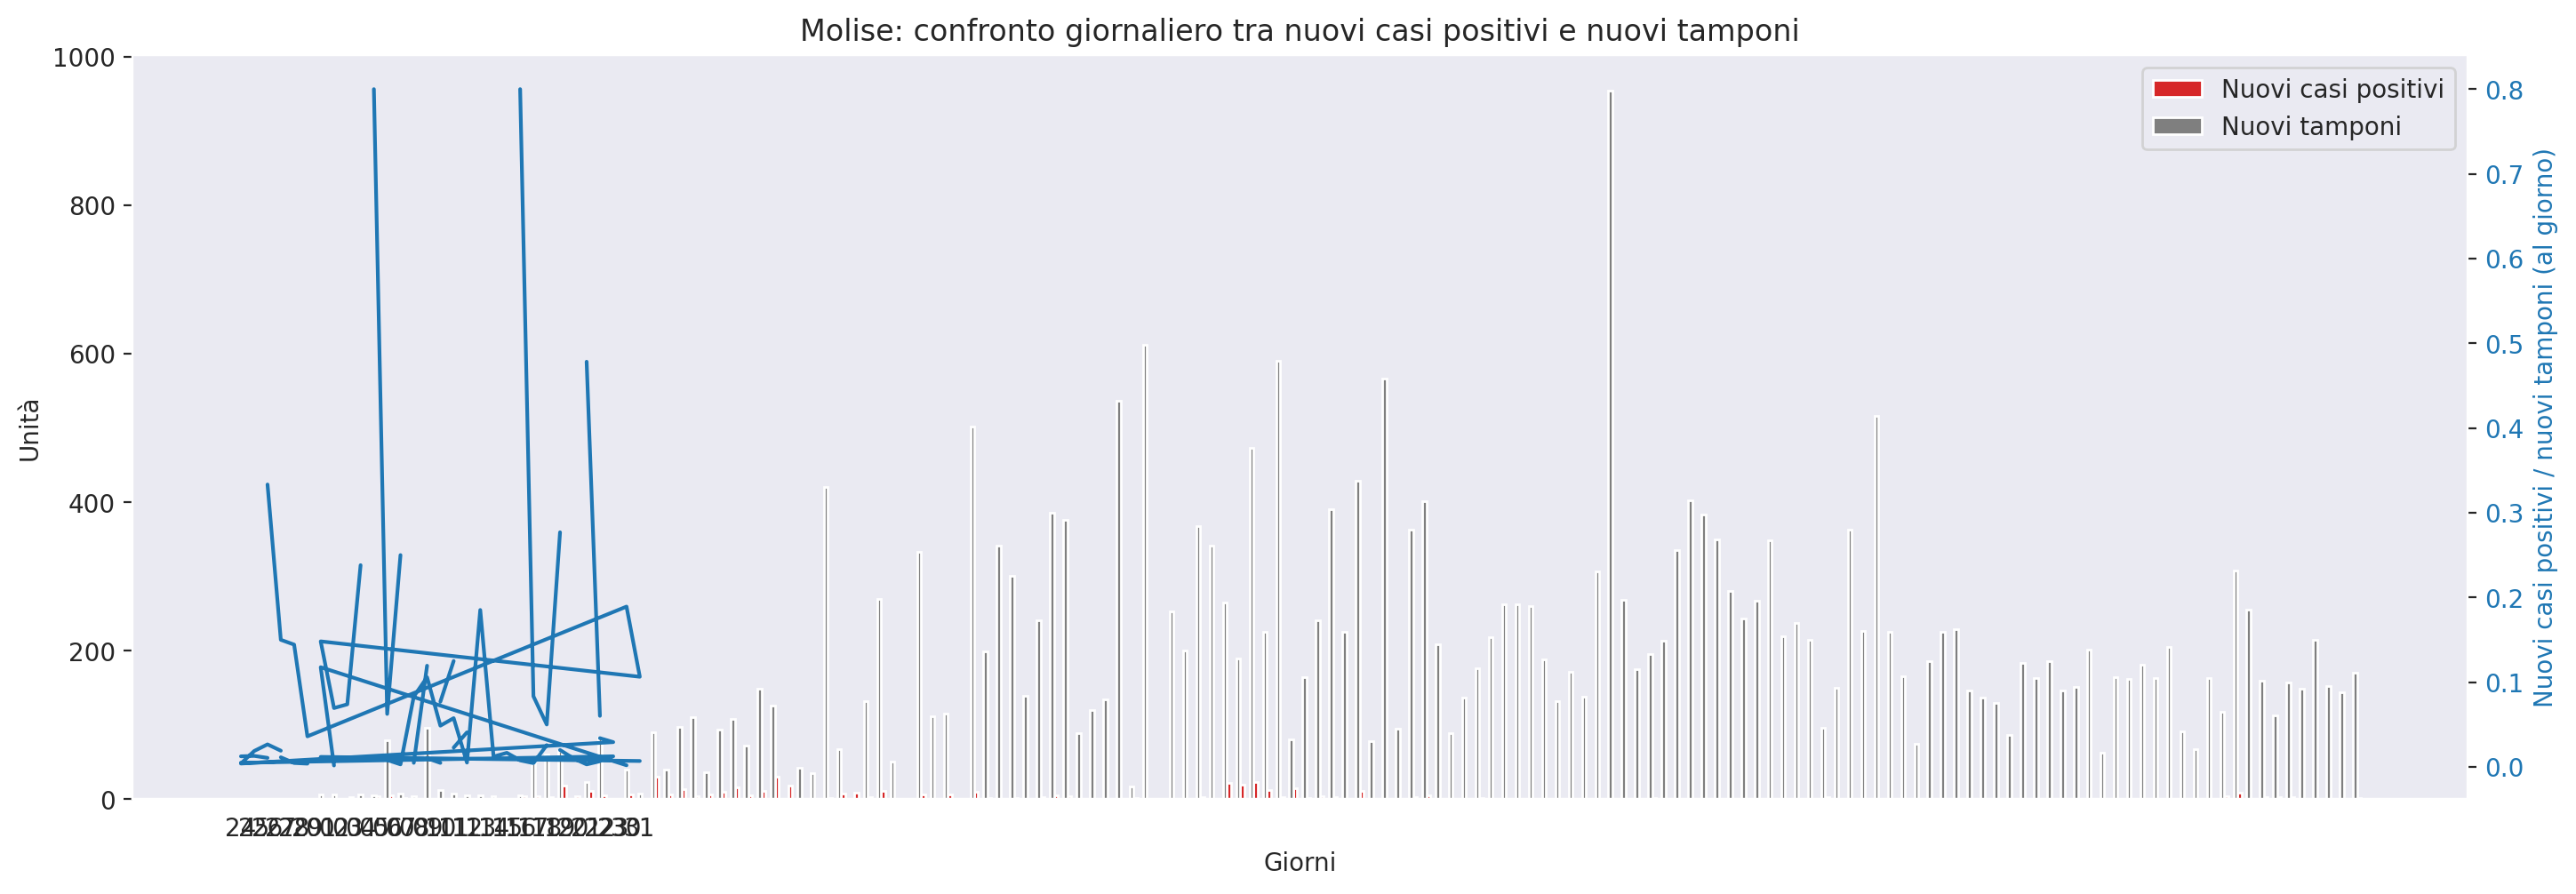 Molise: confronto giornaliero tra nuovi casi positivi e nuovi tamponi
1000
800
600
400
200
0
Unità
Nuovi casi positivi
Nuovi tamponi
0.8
0.7
0.6
0.5
0.4
0.3
0.2
0.1
0.0
Nuovi casi positivi / nuovi tamponi (al giorno)
Giorni